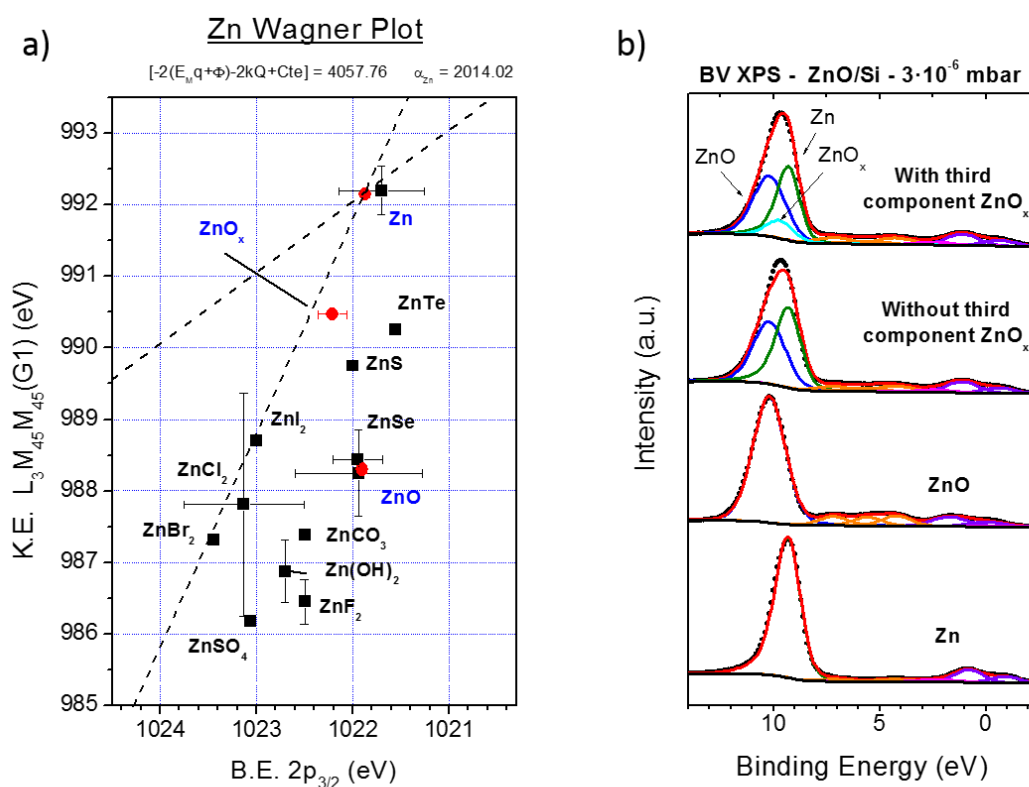 a)
Zn Wagner Plot
[-2(E_Mq+Φ)-2kQ+Cte] = 4057.76 α_Zn = 2014.02
993
992
991
990
989
988
987
986
985
K.E. L₃M₄₅M₄₅(G1) (eV)
Zn
ZnOₓ
ZnTe
ZnS
ZnI₂
ZnSe
ZnCl₂
ZnO
ZnBr₂
ZnCO₃
Zn(OH)₂
ZnF₂
ZnSO₄
1024 1023 1022 1021
B.E. 2p₃/₂ (eV)
b)
BV XPS - ZnO/Si - 3·10⁻⁶ mbar
Zn
ZnO
ZnOₓ
With third
component ZnOₓ
Without third
component ZnOₓ
ZnO
Zn
Intensity (a.u.)
10 5 0
Binding Energy (eV)